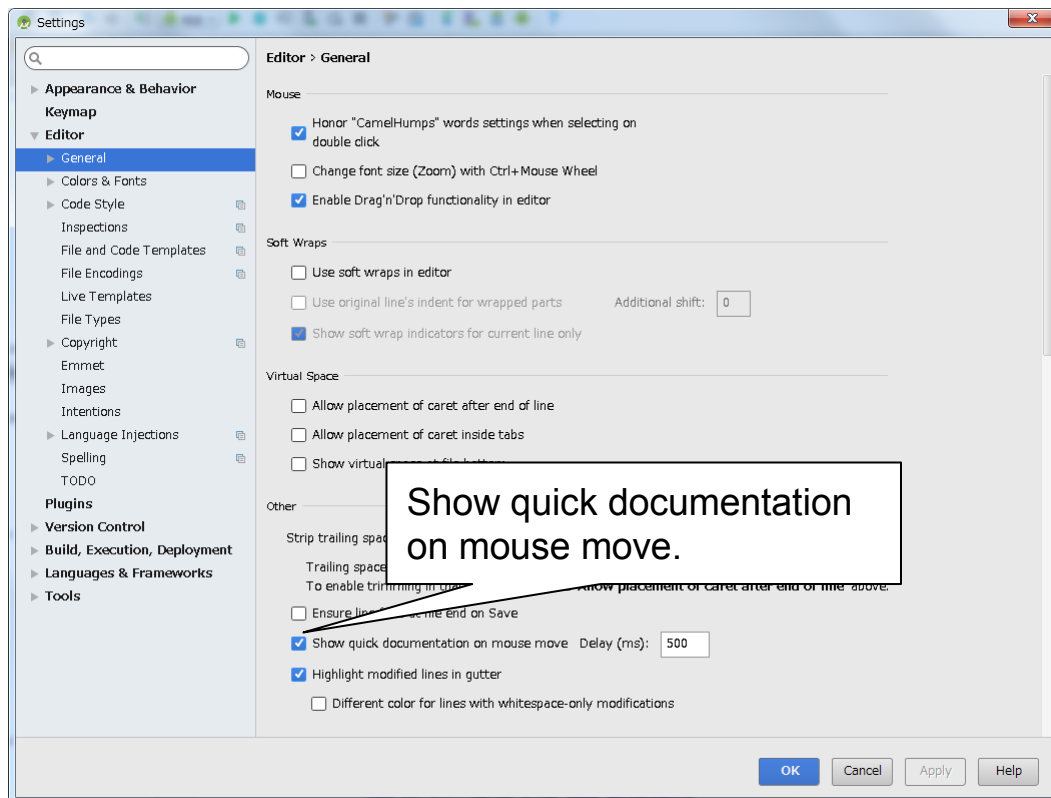 Settings
Editor > General
Appearance & Behavior
Keymap
Editor
General
Colors & Fonts
Code Style
Inspections
File and Code Templates
File Encodings
Live Templates
File Types
Copyright
Emmet
Images
Intentions
Language Injections
Spelling
TODO
Plugins
Version Control
Build, Execution, Deployment
Languages & Frameworks
Tools
Mouse
Honor "CamelHumps" words settings when selecting on
double click
Change font size (Zoom) with Ctrl+Mouse Wheel
Enable Drag'n'Drop functionality in editor
Soft Wraps
Use soft wraps in editor
Use original line's indent for wrapped parts Additional shift: 0
Show soft wrap indicators for current line only
Virtual Space
Allow placement of caret after end of line
Allow placement of caret inside tabs
Show virtual
Show quick documentation
on mouse move.
Other
Strip trailing
Trailing space
To enable trimming in Allow placement of caret after end of line above.
Ensure line at file end on Save
Show quick documentation on mouse move Delay (ms): 500
Highlight modified lines in gutter
Different color for lines with whitespace-only modifications
OK Cancel Apply Help